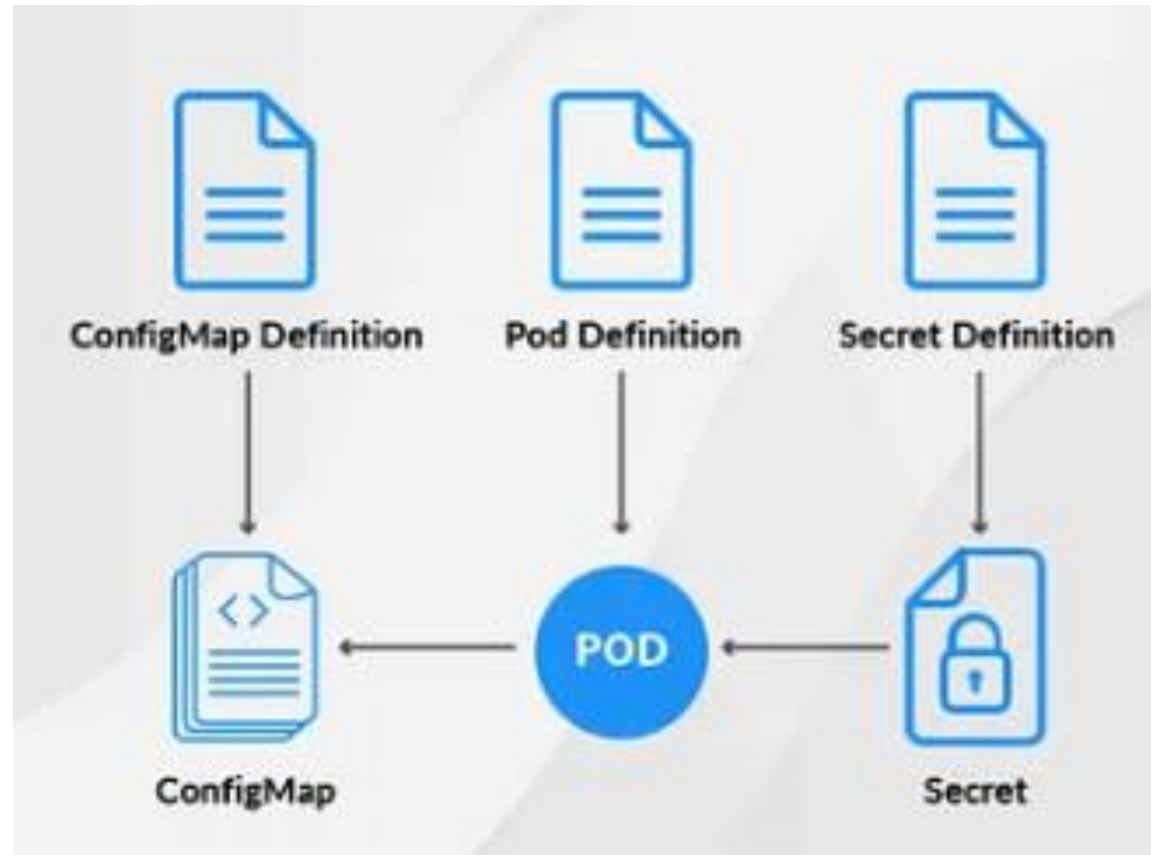 ConfigMap Definition
Pod Definition
Secret Definition
POD
ConfigMap
Secret